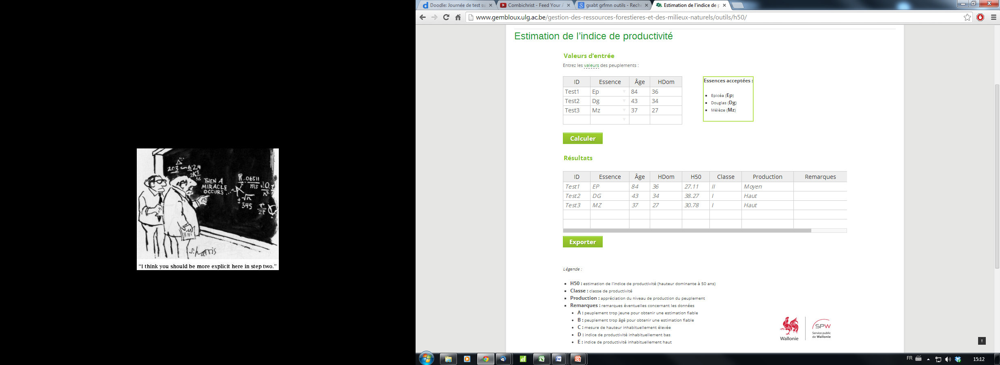 THEN A
MIRACLE
OCCURS...
S. Harris
"I think you should be more explicit here in step two."
Doodle: Journée de test su
Combichrist - Feed Your A
gxabt grfmn outils - Reche
Estimation de l'indice de p
www.gembloux.ulg.ac.be/gestion-des-ressources-forestieres-et-des-milieux-naturels/outils/h50/
Estimation de l'indice de productivité
Valeurs d'entrée
Entrez les valeurs des peuplements :
ID Essence Âge HDom
Test1 Ep 84 36
Test2 Dg 43 34
Test3 Mz 37 27
Essences acceptées :
Epicéa (Ep)
Douglas (Dg)
Mélèze (Mz)
Calculer
Résultats
ID Essence Âge HDom H50 Classe Production Remarques
Test1 EP 84 36 27.11 II Moyen
Test2 DG 43 34 38.27 I Haut
Test3 MZ 37 27 30.78 I Haut
Exporter
Légende :
H50 : estimation de l'indice de productivité (hauteur dominante à 50 ans)
Classe : classe de productivité
Production : appréciation du niveau de production du peuplement
Remarques : remarques éventuelles concernant les données
A : peuplement trop jeune pour obtenir une estimation fiable
B : peuplement trop âgé pour obtenir une estimation fiable
C : mesure de hauteur inhabituellement élevée
D : indice de productivité inhabituellement bas
E : indice de productivité inhabituellement haut
Wallonie
SPW
Service public
de Wallonie
FR
15:12